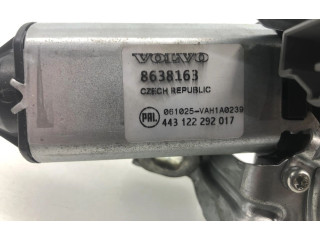 VOLVO
8638163
CZECH REPUBLIC
PAL
061025-VAH1A0239
443 122 292 017